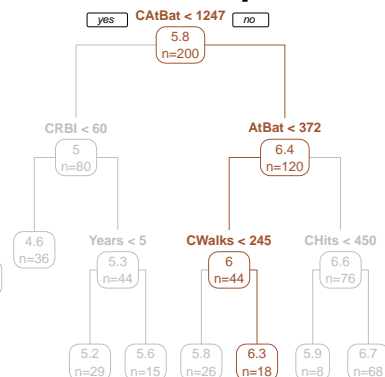 yes CAtBat < 1247 no
5.8
n=200
CRBI < 60 AtBat < 372
5 6.4
n=80 n=120
4.6 Years < 5 CWalks < 245 CHits < 450
n=36 5.3 6 6.6
n=44 n=44 n=76
5.2 5.6 5.8 6.3 5.9 6.7
n=29 n=15 n=26 n=18 n=8 n=68